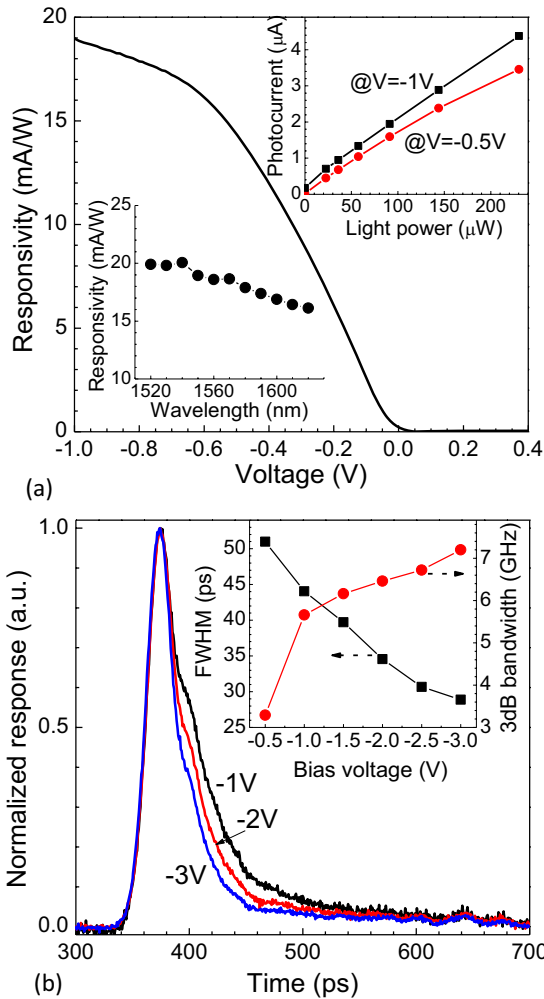 20
15
10
5
0
Responsivity (mA/W)
-1.0 -0.8 -0.6 -0.4 -0.2 0.0 0.2 0.4
Voltage (V)
(a)
4
3
2
1
0
Photocurrent (μA)
@V=-1V
@V=-0.5V
0 50 100 150 200
Light power (μW)
25
20
15
10
Responsivity (mA/W)
1520 1560 1600
Wavelength (nm)
1.0
0.5
0.0
Normalized response (a.u.)
300 400 500 600 700
Time (ps)
(b)
-1V
-2V
-3V
50
45
40
35
30
25
FWHM (ps)
7
6
5
4
3
3dB bandwidth (GHz)
-0.5 -1.0 -1.5 -2.0 -2.5 -3.0
Bias voltage (V)